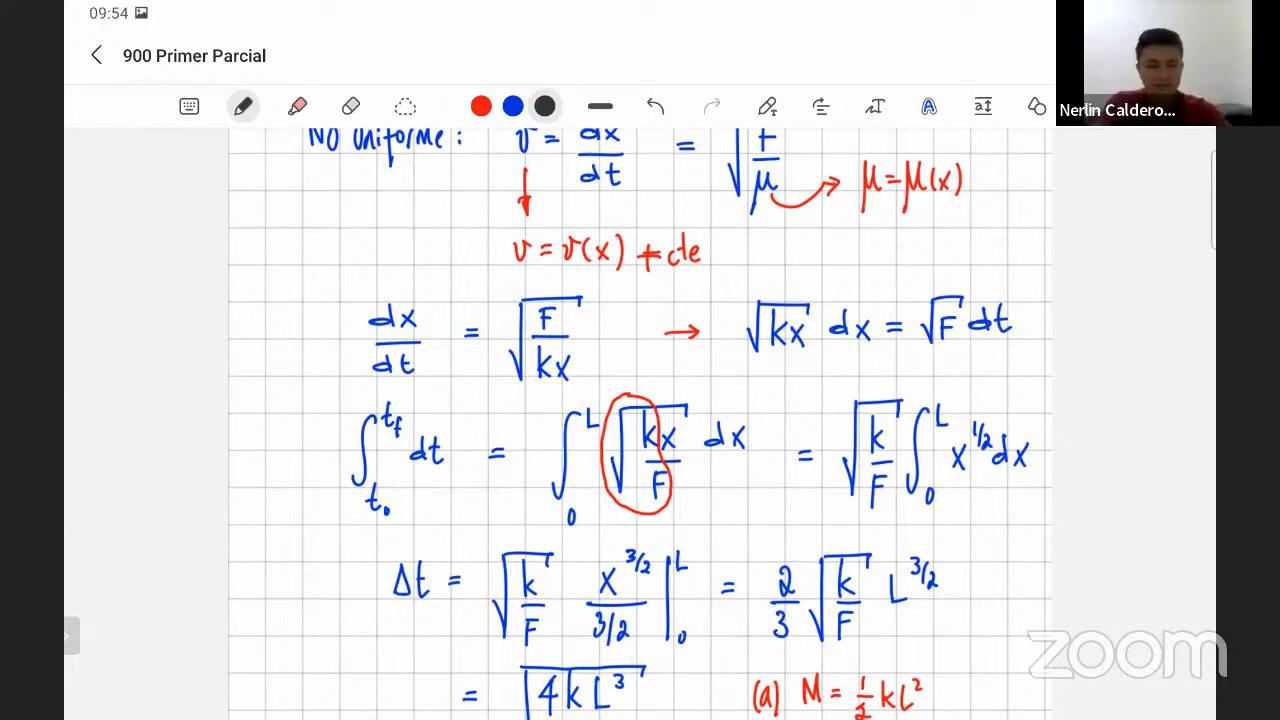 09:54
900 Primer Parcial
Nerlin Caldero...
No Uniforme: v = dx/dt = √(F/μ) → μ = μ(x)
v = v(x) ≠ cte
dx/dt = √(F/kx) → √kx dx = √F dt
∫_{t₀}^{t_f} dt = ∫_0^L √(kx/F) dx = √(k/F) ∫_0^L x^{1/2} dx
Δt = √(k/F) x^{3/2}/(3/2) |_0^L = 2/3 √(k/F) L^{3/2}
= √4kL³ (a) M = 1/2 kL²
zoom